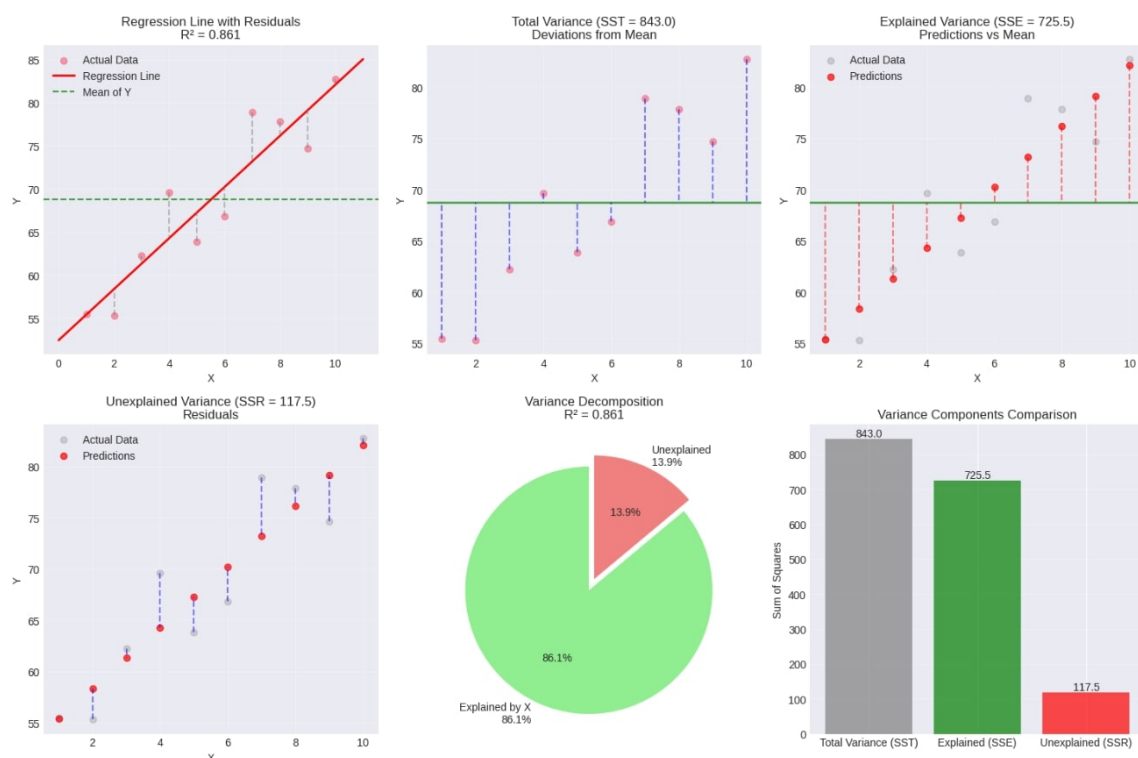 Regression Line with Residuals
R² = 0.861
Actual Data
Regression Line
Mean of Y
85
80
75
70
65
60
55
Y
0 2 4 6 8 10
X
Total Variance (SST = 843.0)
Deviations from Mean
80
75
70
65
60
55
Y
2 4 6 8 10
X
Explained Variance (SSE = 725.5)
Predictions vs Mean
Actual Data
Predictions
80
75
70
65
60
55
Y
2 4 6 8 10
X
Unexplained Variance (SSR = 117.5)
Residuals
Actual Data
Predictions
80
75
70
65
60
55
Y
2 4 6 8 10
X
Variance Decomposition
R² = 0.861
Unexplained
13.9%
13.9%
86.1%
Explained by X
86.1%
Variance Components Comparison
843.0
725.5
117.5
800
700
600
500
400
300
200
100
0
Sum of Squares
Total Variance (SST) Explained (SSE) Unexplained (SSR)